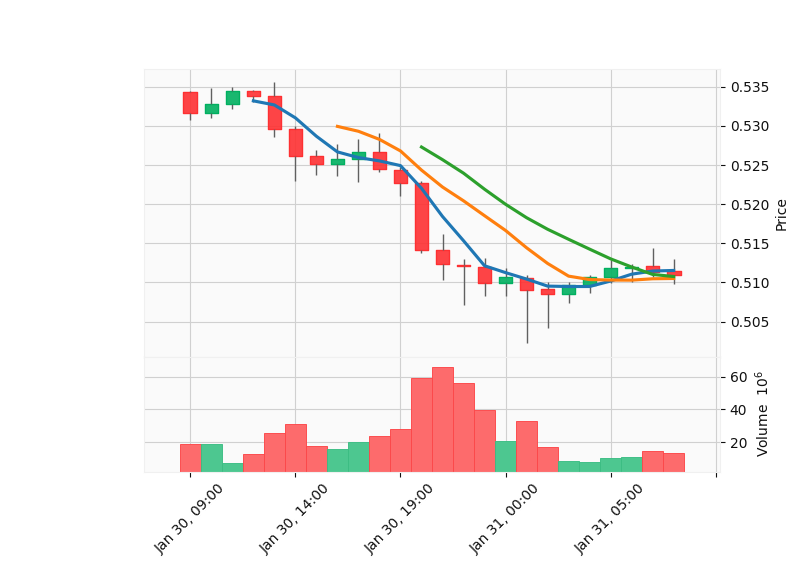 0.535
0.530
0.525
0.520
0.515
0.510
0.505
Price
60
40
20
Volume 10⁶
Jan 30, 09:00
Jan 30, 14:00
Jan 30, 19:00
Jan 31, 00:00
Jan 31, 05:00